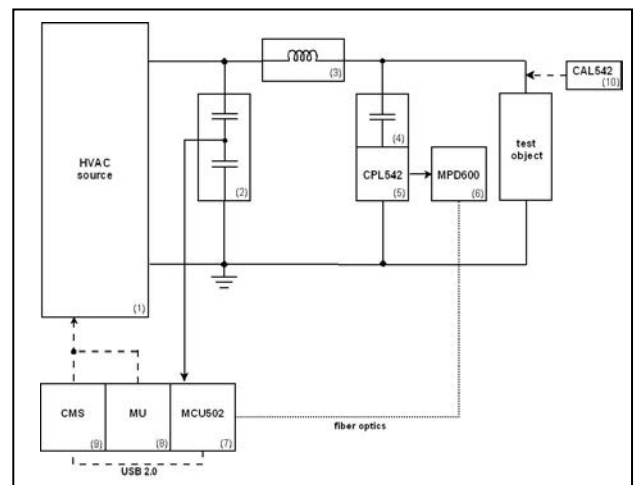 HVAC
source
(1)
(2)
(3)
(4)
CPL542
(5)
MPD600
(6)
CAL542
(10)
test
object
CMS
(9)
MU
(8)
MCU502
(7)
fiber optics
USB 2.0